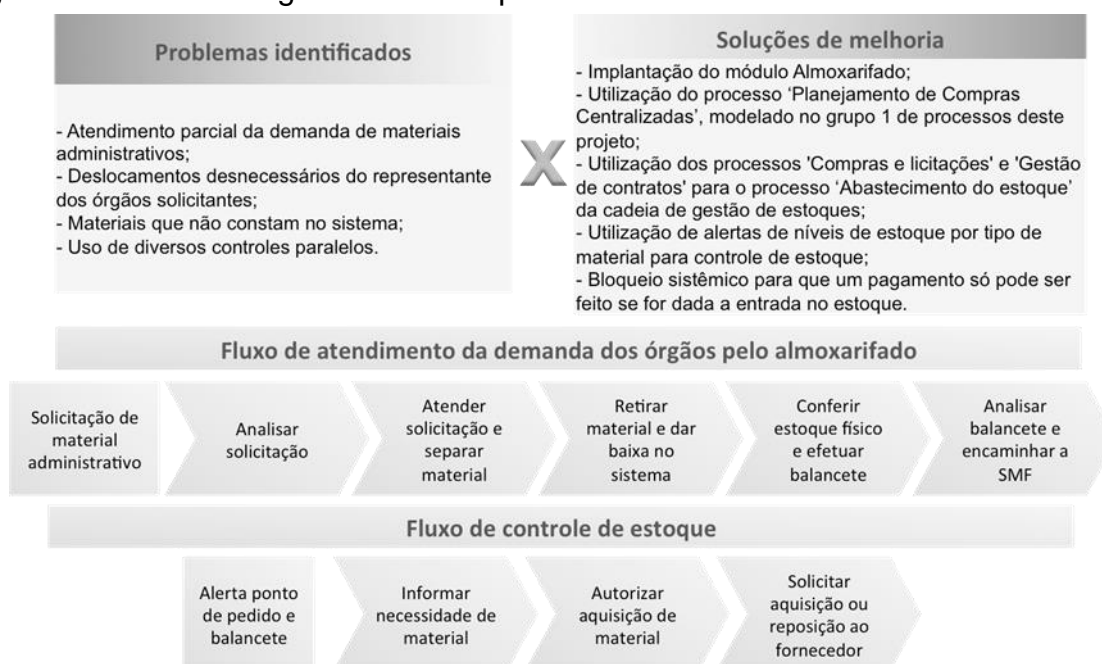 Problemas identificados
- Atendimento parcial da demanda de materiais
administrativos;
- Deslocamentos desnecessários do representante
dos órgãos solicitantes;
- Materiais que não constam no sistema;
- Uso de diversos controles paralelos.
X
Soluções de melhoria
- Implantação do módulo Almoxarifado;
- Utilização do processo ‘Planejamento de Compras
Centralizadas’, modelado no grupo 1 de processos deste
projeto;
- Utilização dos processos 'Compras e licitações' e 'Gestão
de contratos' para o processo ‘Abastecimento do estoque’
da cadeia de gestão de estoques;
- Utilização de alertas de níveis de estoque por tipo de
material para controle de estoque;
- Bloqueio sistêmico para que um pagamento só pode ser
feito se for dada a entrada no estoque.
Fluxo de atendimento da demanda dos órgãos pelo almoxarifado
Solicitação de
material
administrativo
Analisar
solicitação
Atender
solicitação e
separar
material
Retirar
material e dar
baixa no
sistema
Conferir
estoque físico
e efetuar
balancete
Analisar
balancete e
encaminhar a
SMF
Fluxo de controle de estoque
Alerta ponto
de pedido e
balancete
Informar
necessidade de
material
Autorizar
aquisição de
material
Solicitar
aquisição ou
reposição ao
fornecedor